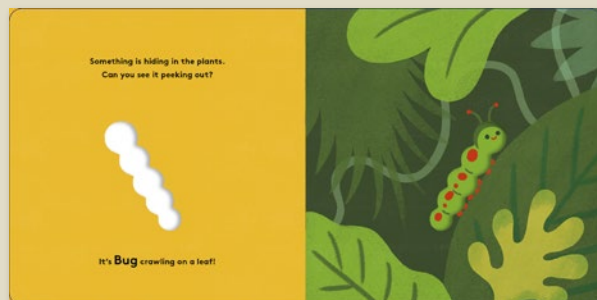 Something is hiding in the plants.
Can you see it peeking out?
It's Bug crawling on a leaf!